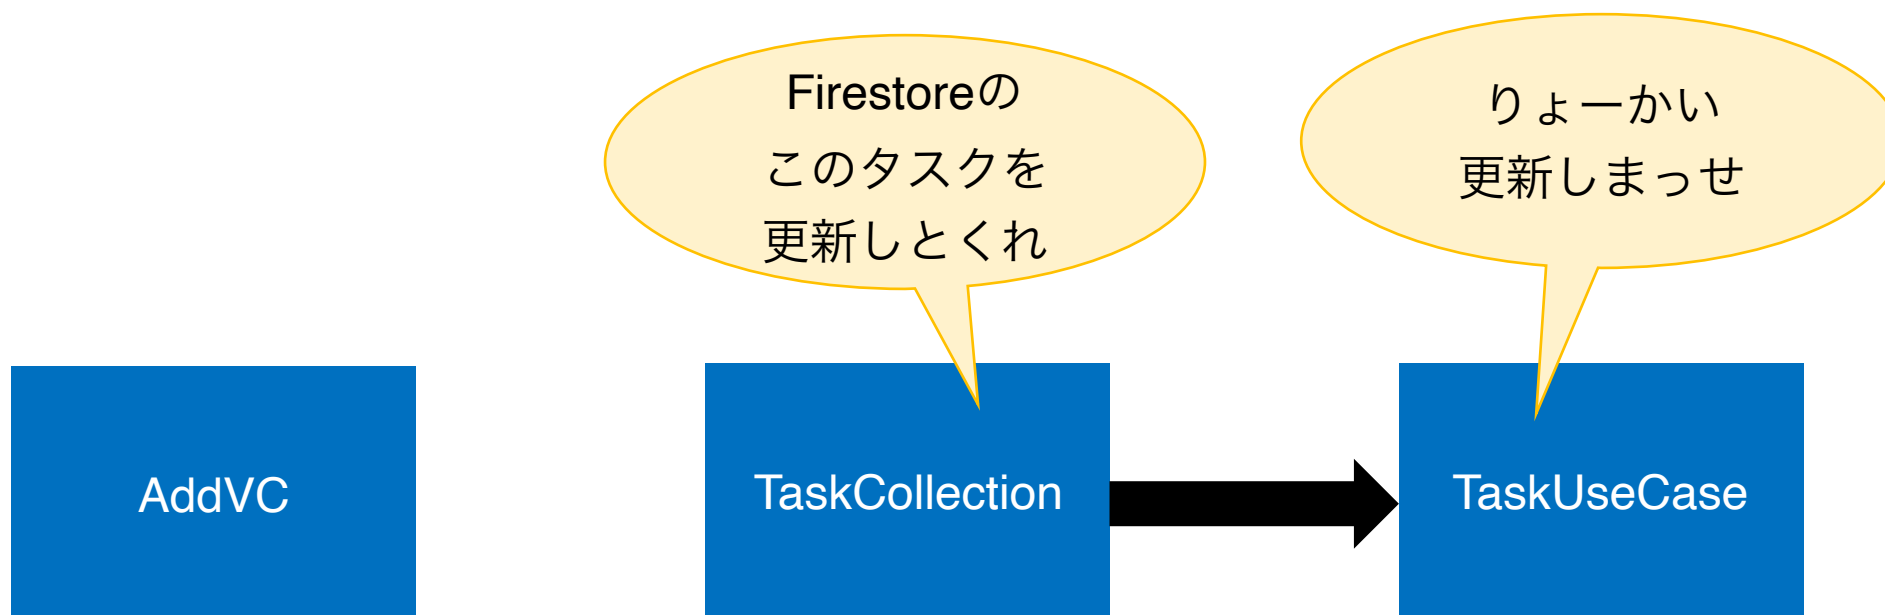 Firestoreの
このタスクを
更新しとくれ
りょーかい
更新しまっせ
AddVC
TaskCollection
TaskUseCase